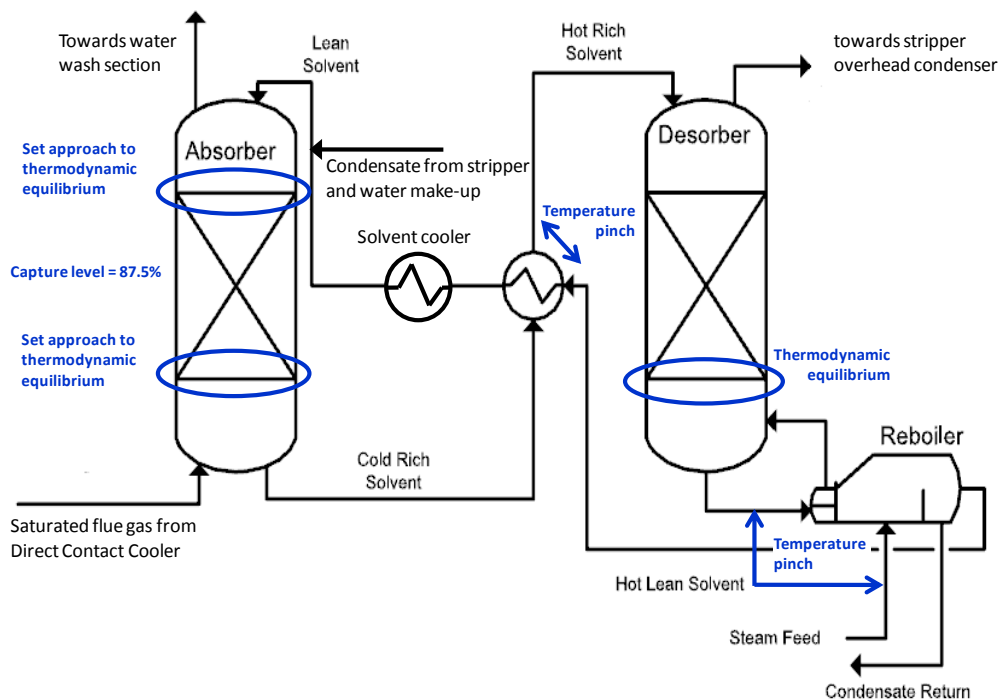 Towards water
wash section
Lean
Solvent
Hot Rich
Solvent
towards stripper
overhead condenser
Set approach to
thermodynamic
equilibrium
Absorber
Condensate from stripper
and water make-up
Desorber
Temperature
pinch
Solvent cooler
Capture level = 87.5%
Set approach to
thermodynamic
equilibrium
Thermodynamic
equilibrium
Reboiler
Cold Rich
Solvent
Saturated flue gas from
Direct Contact Cooler
Temperature
pinch
Hot Lean Solvent
Steam Feed
Condensate Return